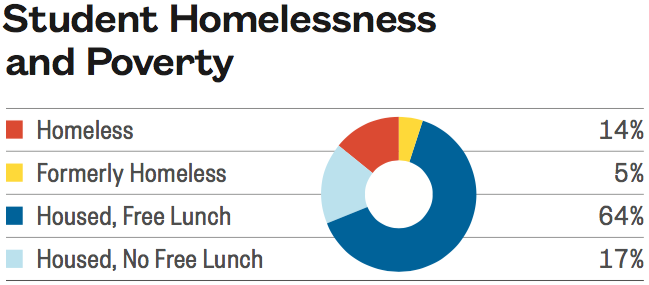 Student Homelessness
and Poverty
Homeless 14%
Formerly Homeless 5%
Housed, Free Lunch 64%
Housed, No Free Lunch 17%